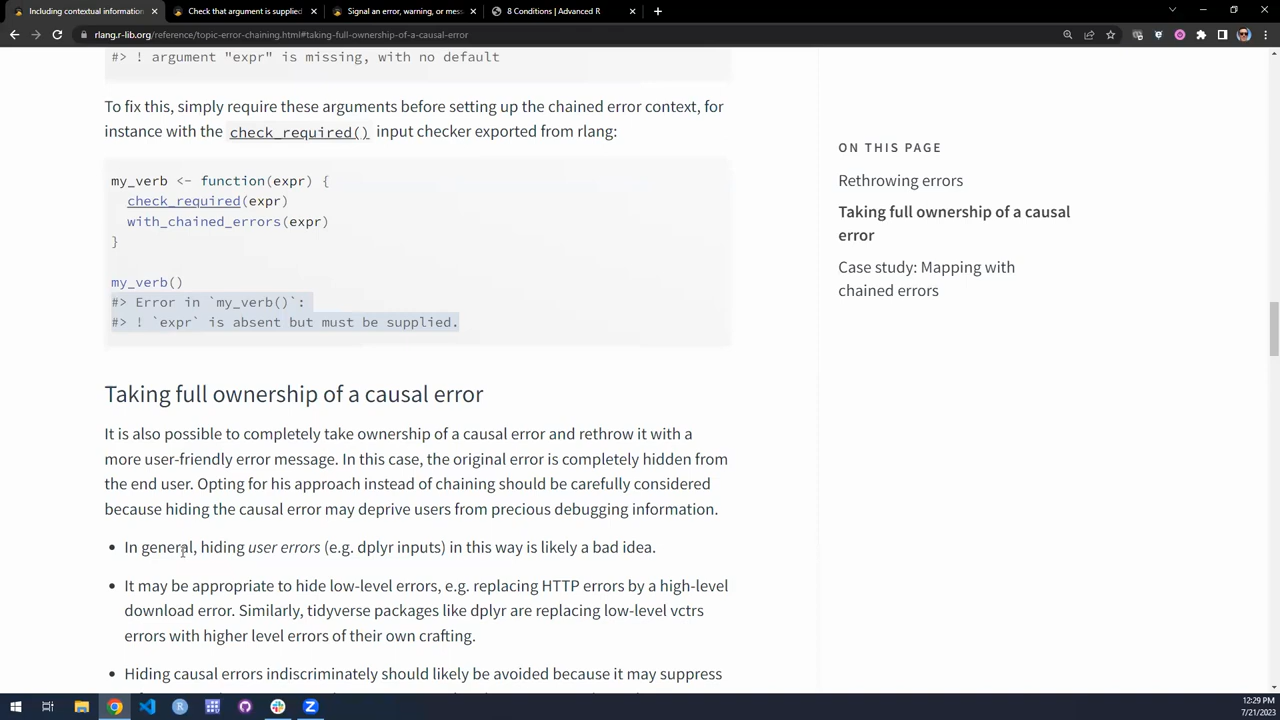 Including contextual information
Check that argument is supplied
Signal an error, warning, or mess
8 Conditions | Advanced R
rlang.r-lib.org/reference/topic-error-chaining.html#taking-full-ownership-of-a-causal-error
#> ! argument "expr" is missing, with no default
To fix this, simply require these arguments before setting up the chained error context, for
instance with the check_required() input checker exported from rlang:
my_verb <- function(expr) {
check_required(expr)
with_chained_errors(expr)
}
my_verb()
#> Error in `my_verb()`:
#> ! `expr` is absent but must be supplied.
Taking full ownership of a causal error
It is also possible to completely take ownership of a causal error and rethrow it with a
more user-friendly error message. In this case, the original error is completely hidden from
the end user. Opting for his approach instead of chaining should be carefully considered
because hiding the causal error may deprive users from precious debugging information.
• In general, hiding user errors (e.g. dplyr inputs) in this way is likely a bad idea.
• It may be appropriate to hide low-level errors, e.g. replacing HTTP errors by a high-level
download error. Similarly, tidyverse packages like dplyr are replacing low-level vctrs
errors with higher level errors of their own crafting.
• Hiding causal errors indiscriminately should likely be avoided because it may suppress
ON THIS PAGE
Rethrowing errors
Taking full ownership of a causal
error
Case study: Mapping with
chained errors
12:29 PM
7/21/2023